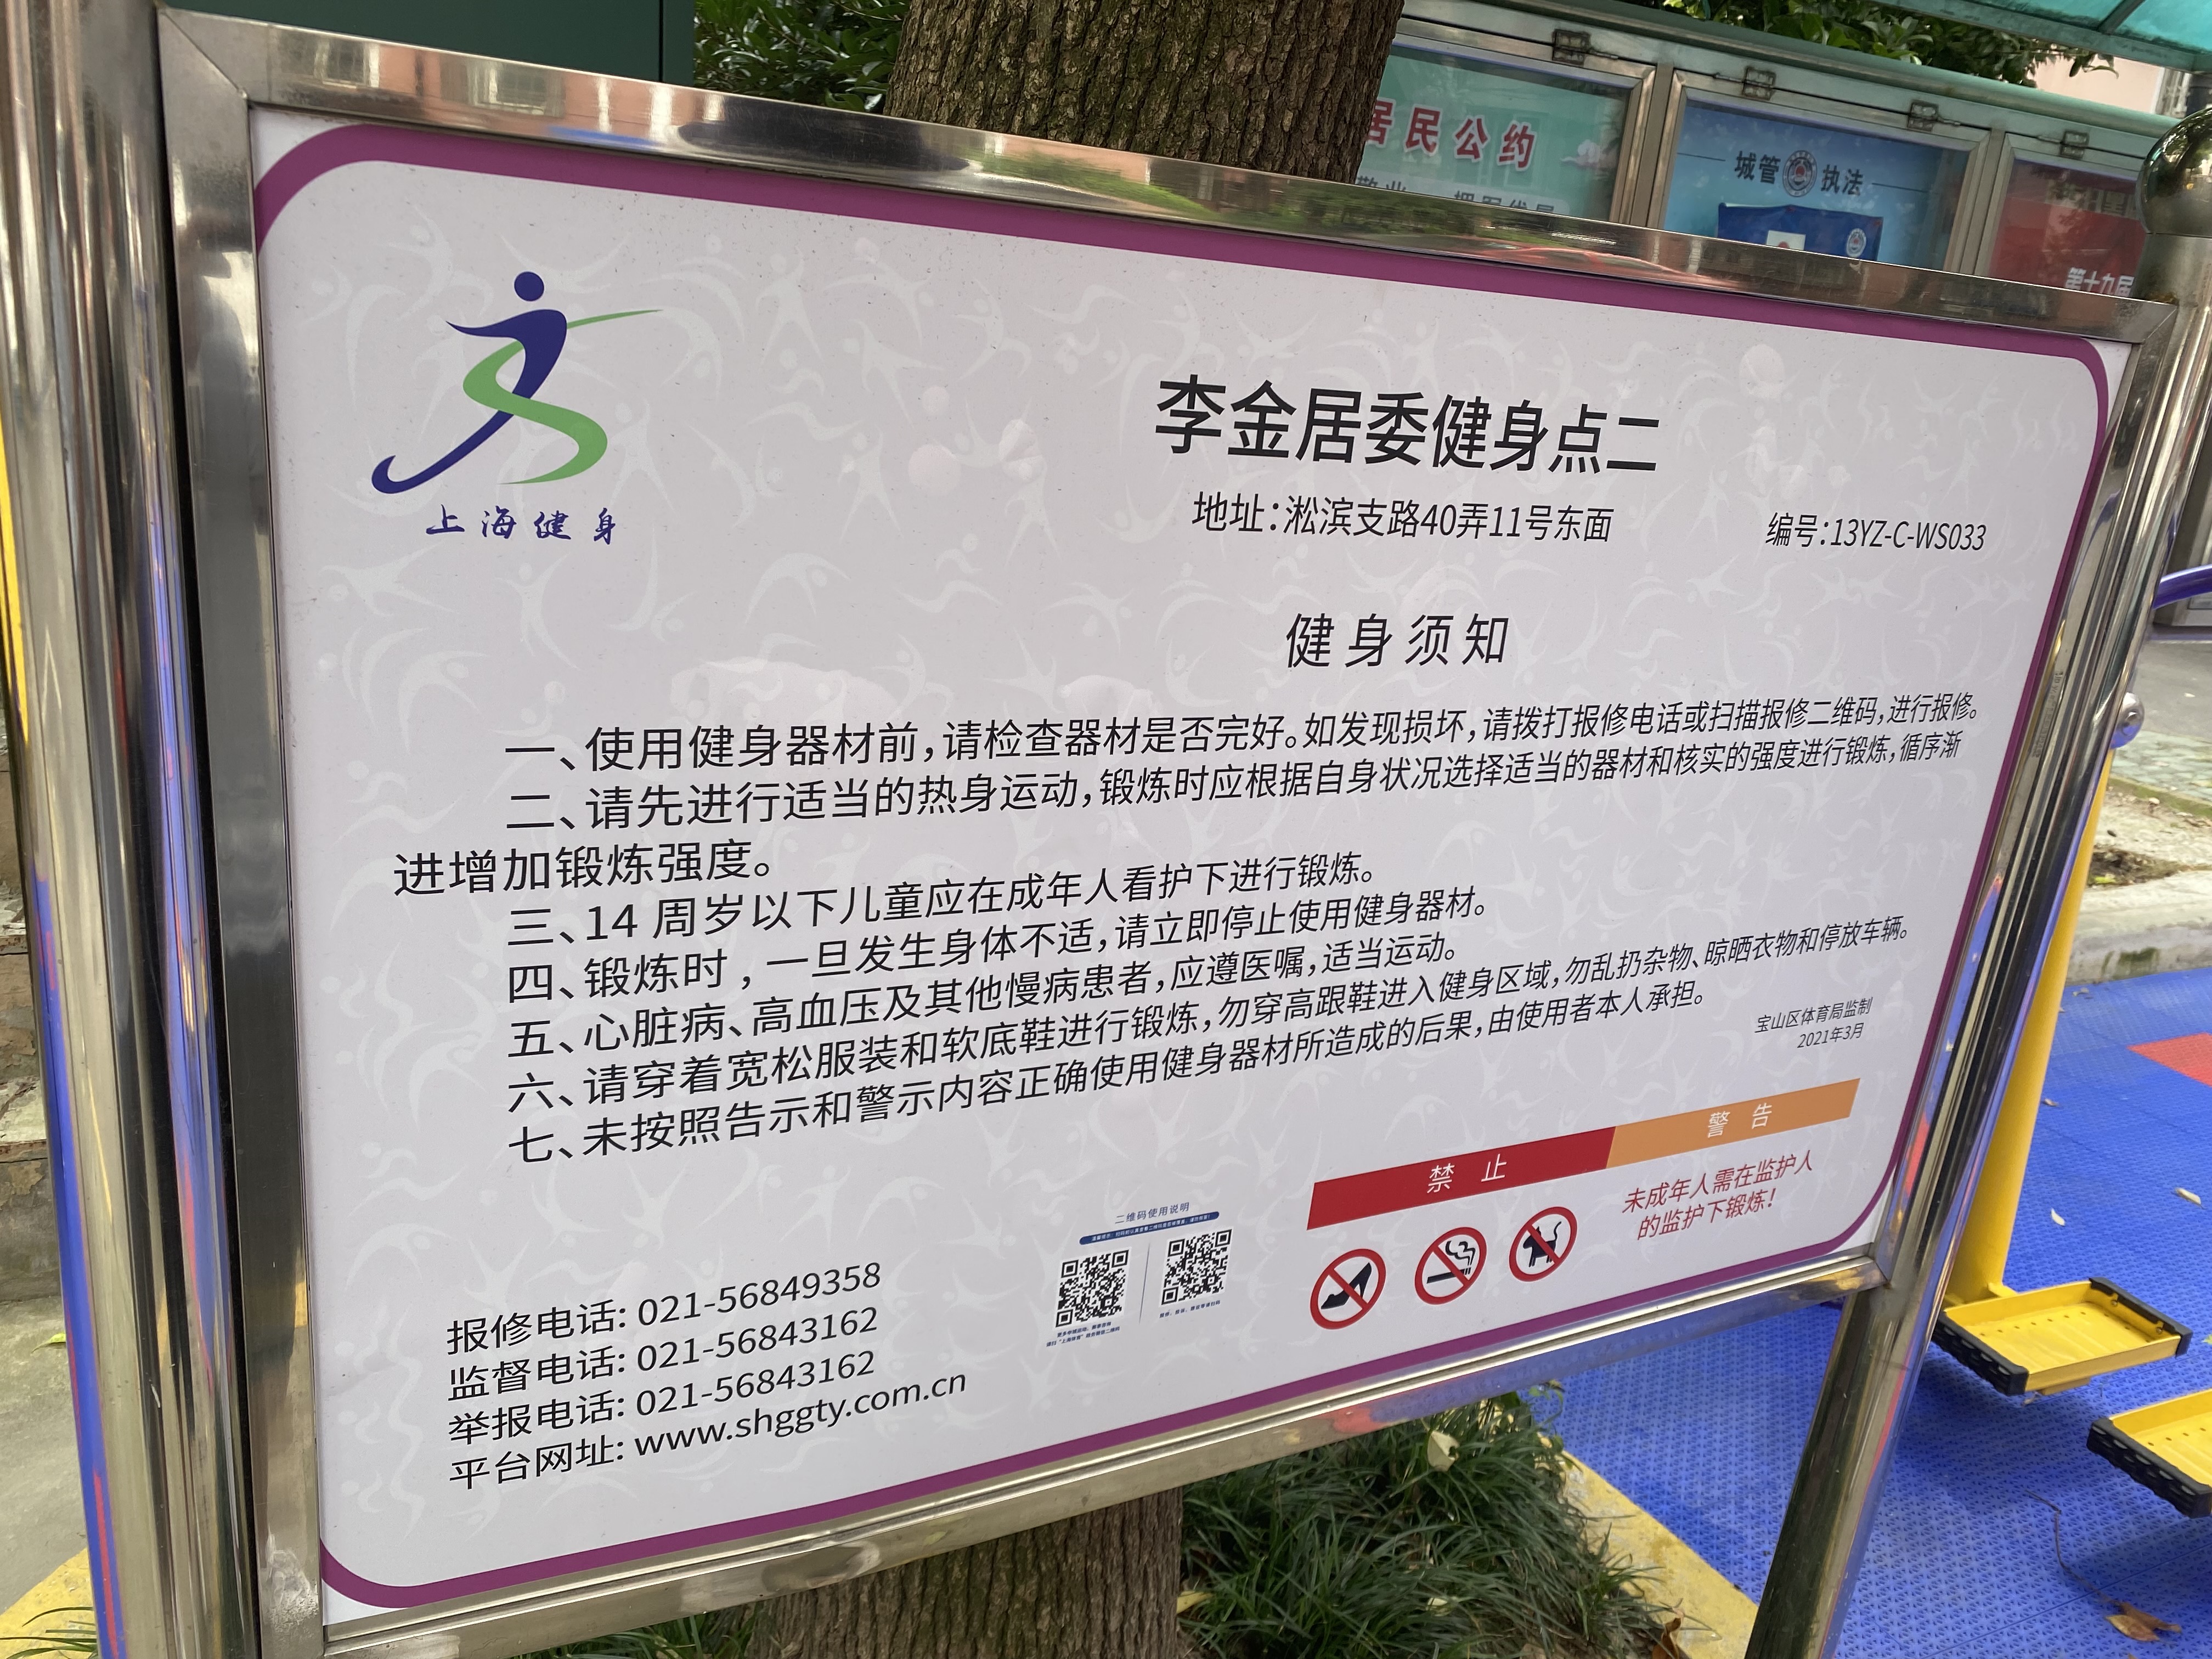 居民公约
城管 执法
第十九届
上海健身
李金居委健身点二
地址：淞滨支路40弄11号东面
编号：13YZ-C-WS033
健身须知
一、使用健身器材前，请检查器材是否完好。如发现损坏，请拨打报修电话或扫描报修二维码，进行报修。
二、请先进行适当的热身运动，锻炼时应根据自身状况选择适当的器材和核实的强度进行锻炼，循序渐
进增加锻炼强度。
三、14 周岁以下儿童应在成年人看护下进行锻炼。
四、锻炼时，一旦发生身体不适，请立即停止使用健身器材。
五、心脏病、高血压及其他慢病患者，应遵医嘱，适当运动。
六、请穿着宽松服装和软底鞋进行锻炼，勿穿高跟鞋进入健身区域，勿乱扔杂物、晾晒衣物和停放车辆。
七、未按照告示和警示内容正确使用健身器材所造成的后果，由使用者本人承担。
宝山区体育局监制
2021年3月
禁 止
警 告
未成年人需在监护人
的监护下锻炼！
二维码使用说明
报修电话: 021-56849358
监督电话: 021-56843162
举报电话: 021-56843162
平台网址: www.shggty.com.cn